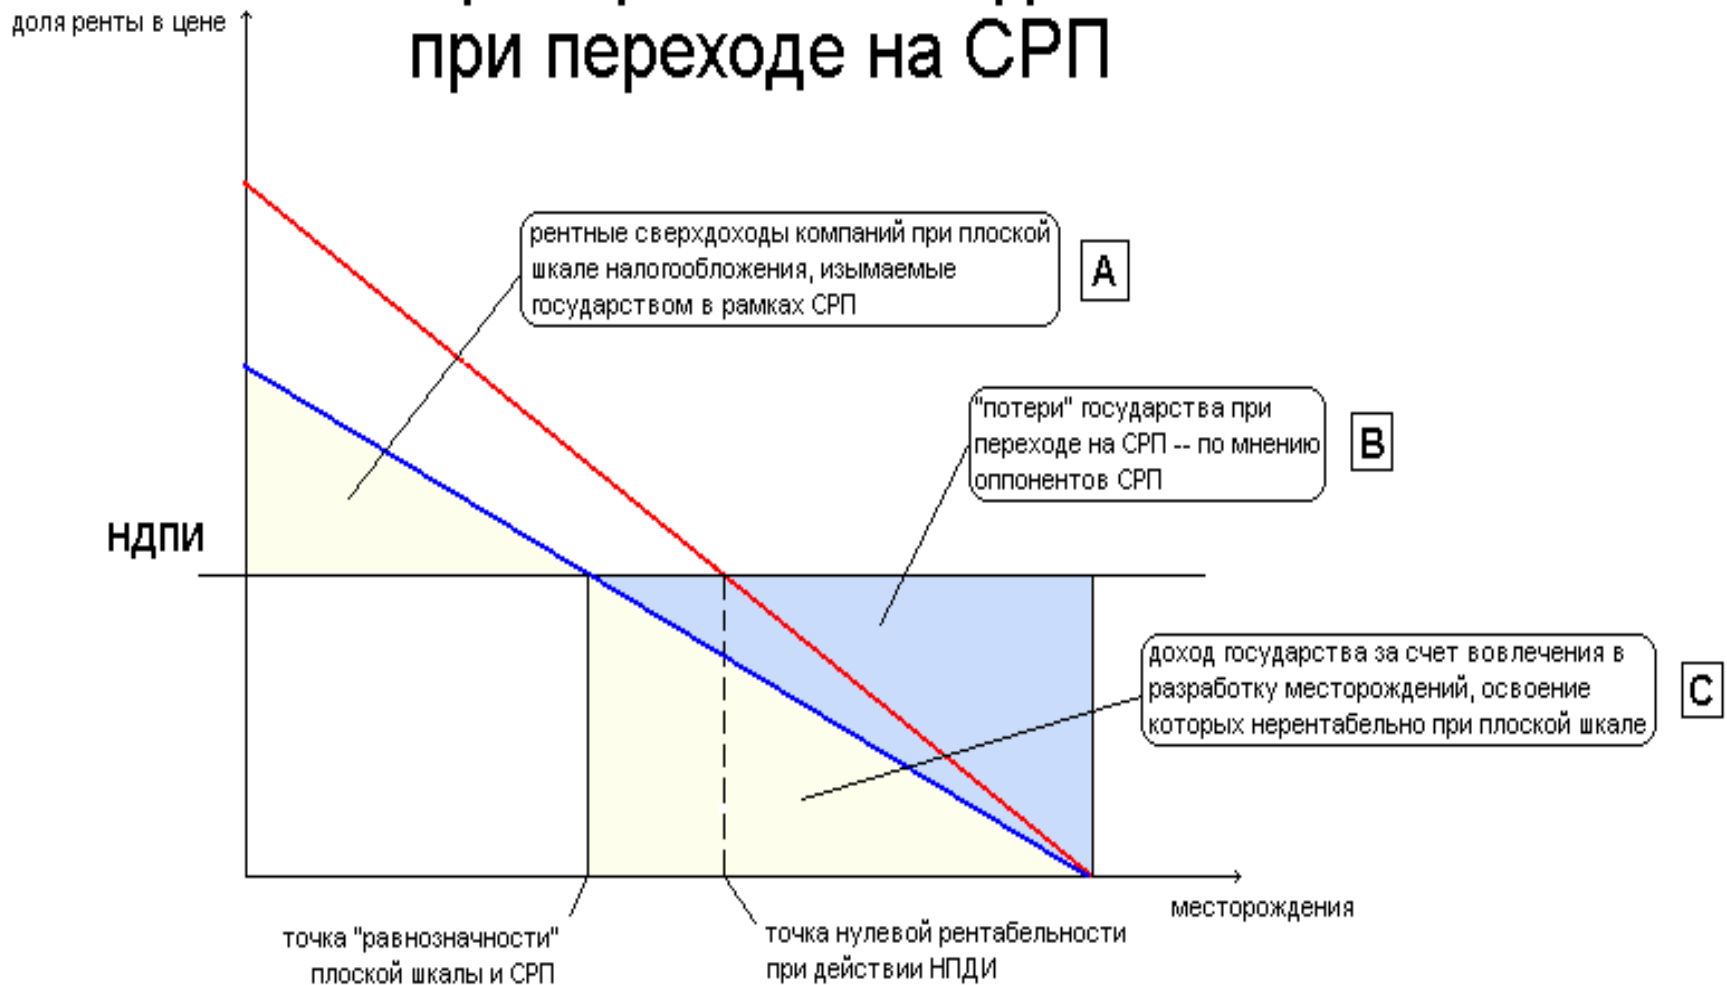 доля ренты в цене
при переходе на СРП
рентные сверхдоходы компаний при плоской
шкале налогообложения, изымаемые
государством в рамках СРП
A
"потери" государства при
переходе на СРП -- по мнению
оппонентов СРП
B
НДПИ
доход государства за счет вовлечения в
разработку месторождений, освоение
которых нерентабельно при плоской шкале
C
месторождения
точка "равнозначности"
плоской шкалы и СРП
точка нулевой рентабельности
при действии НПДИ